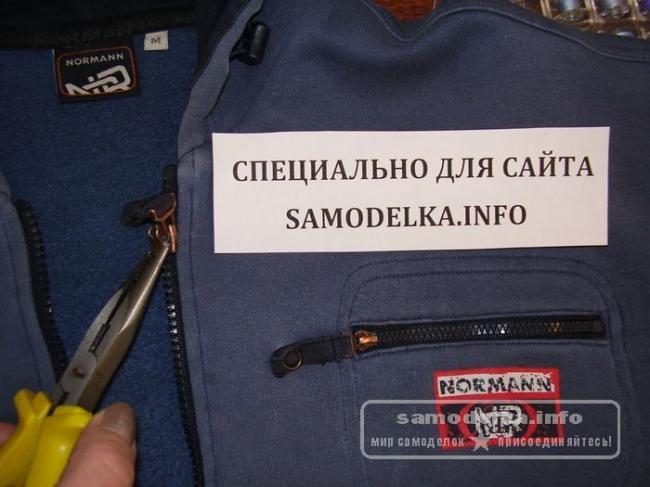 NORMANN
M
СПЕЦИАЛЬНО ДЛЯ САЙТА
SAMODELKA.INFO
NORMANN
samodelka.info
мир самоделок присоединяйтесь!